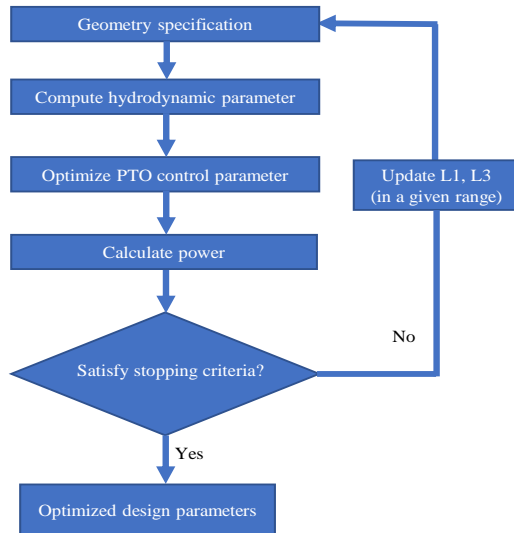 Geometry specification
Compute hydrodynamic parameter
Optimize PTO control parameter
Update L1, L3
(in a given range)
Calculate power
No
Satisfy stopping criteria?
Yes
Optimized design parameters